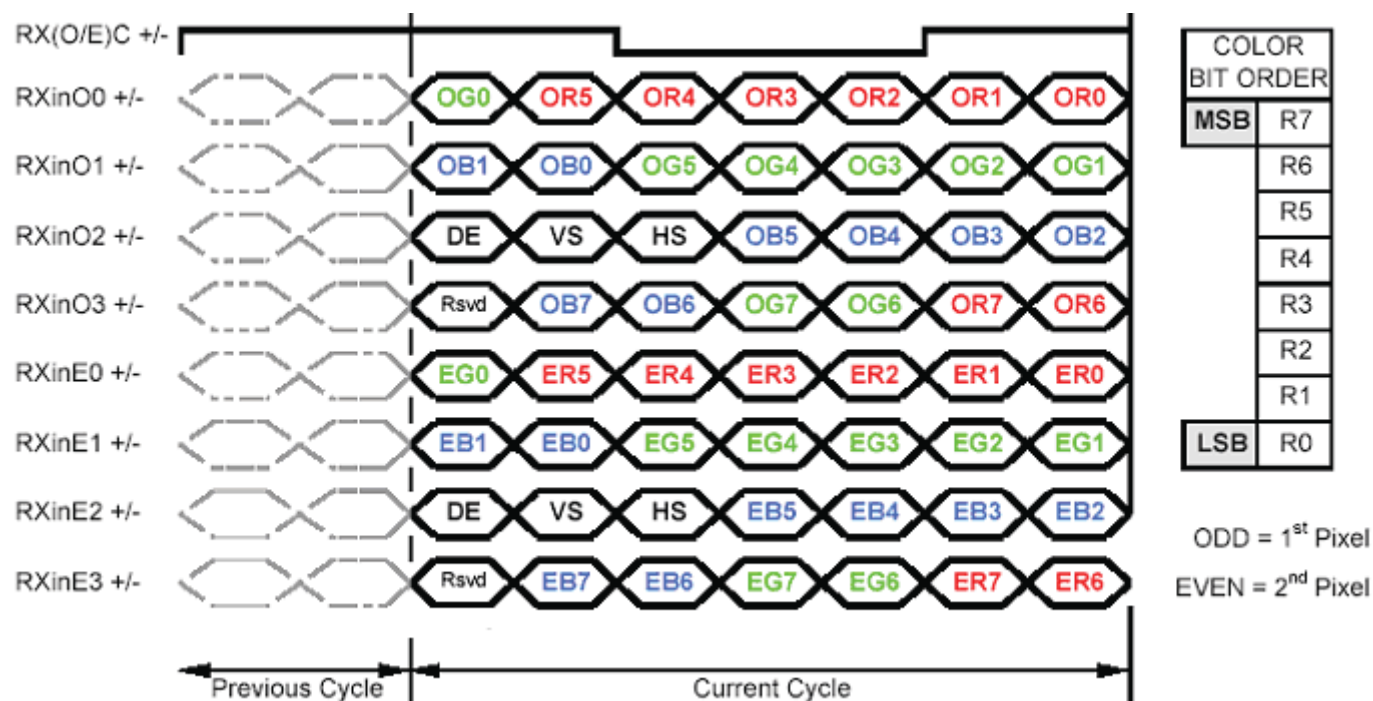 RX(O/E)C +/-
RXinO0 +/- OG0 OR5 OR4 OR3 OR2 OR1 OR0
RXinO1 +/- OB1 OB0 OG5 OG4 OG3 OG2 OG1
RXinO2 +/- DE VS HS OB5 OB4 OB3 OB2
RXinO3 +/- Rsvd OB7 OB6 OG7 OG6 OR7 OR6
RXinE0 +/- EG0 ER5 ER4 ER3 ER2 ER1 ER0
RXinE1 +/- EB1 EB0 EG5 EG4 EG3 EG2 EG1
RXinE2 +/- DE VS HS EB5 EB4 EB3 EB2
RXinE3 +/- Rsvd EB7 EB6 EG7 EG6 ER7 ER6
Previous Cycle
Current Cycle
COLOR
BIT ORDER
MSB R7
R6
R5
R4
R3
R2
R1
LSB R0
ODD = 1st Pixel
EVEN = 2nd Pixel